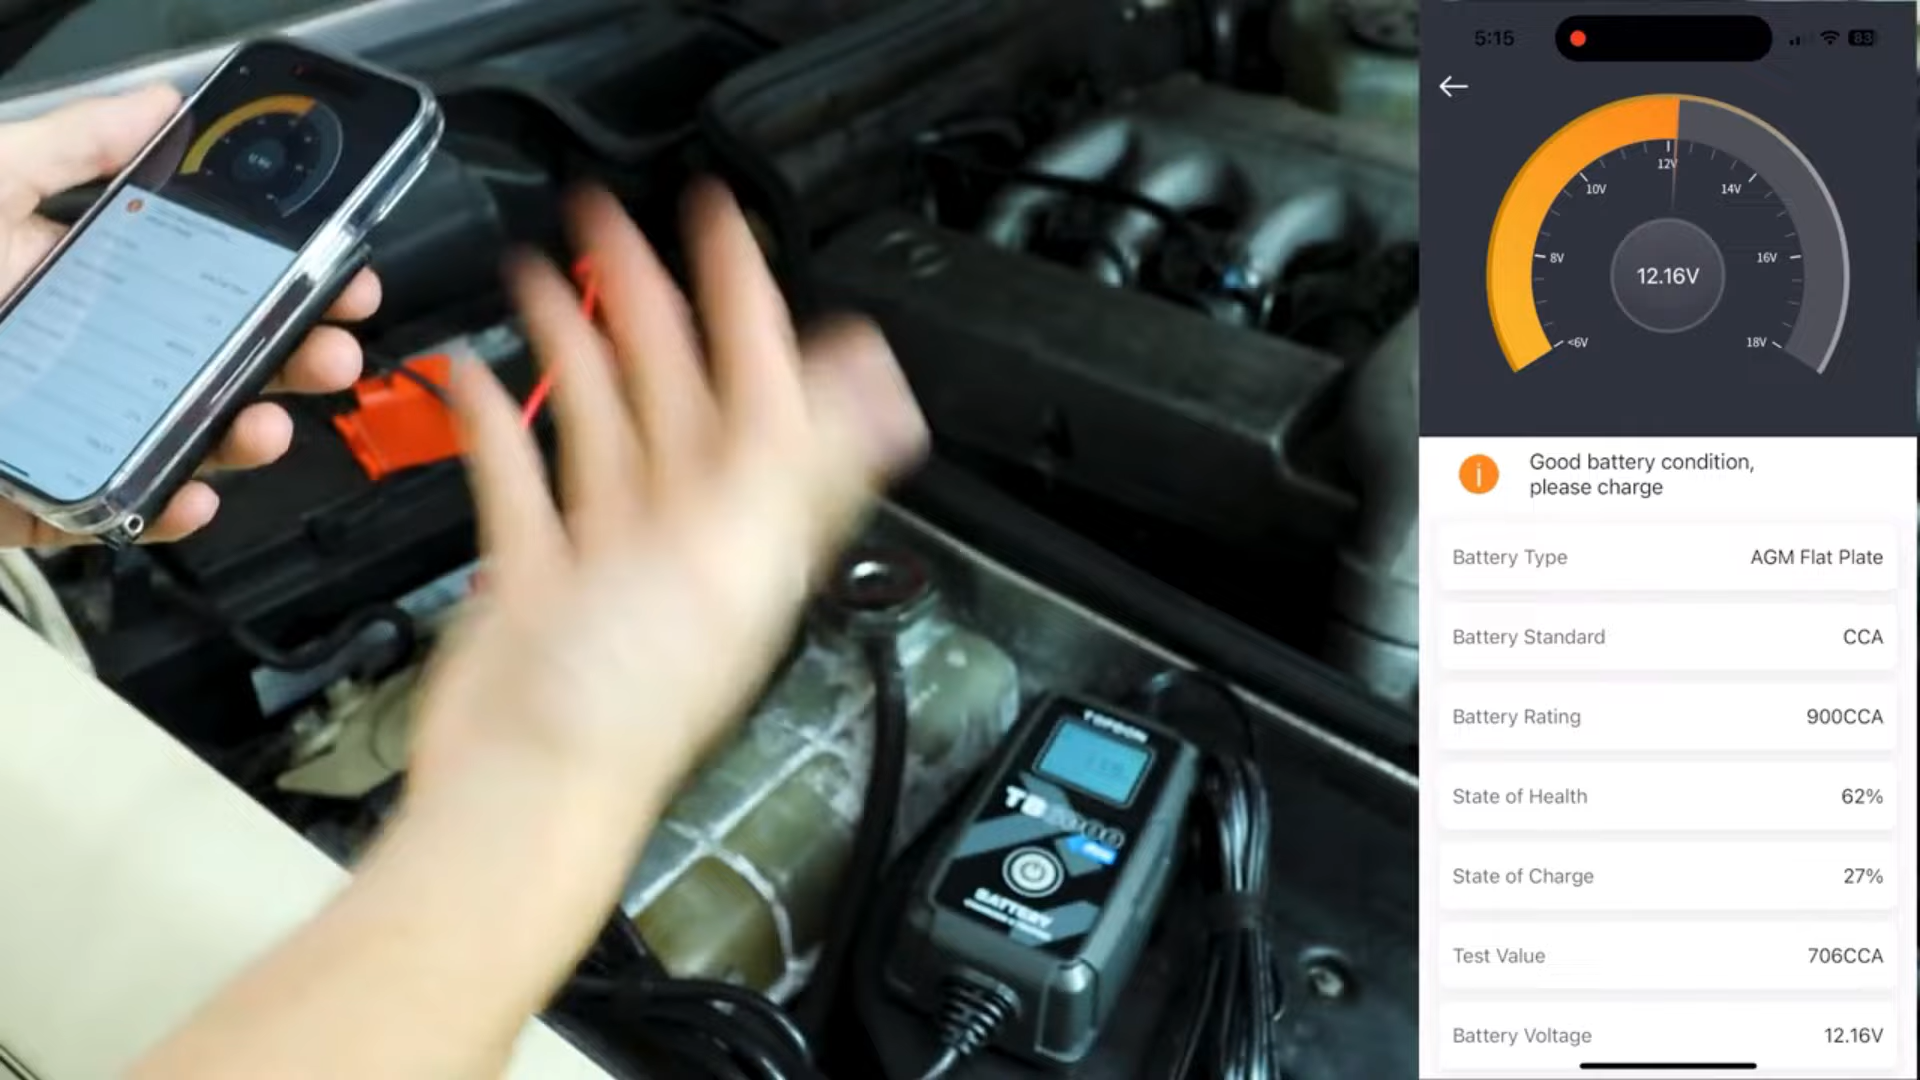 TOPDON
BATTERY
5:15
83
12V
10V
14V
8V
16V
12.16V
<6V
18V
Good battery condition,
please charge
Battery Type
AGM Flat Plate
Battery Standard
CCA
Battery Rating
900CCA
State of Health
62%
State of Charge
27%
Test Value
706CCA
Battery Voltage
12.16V